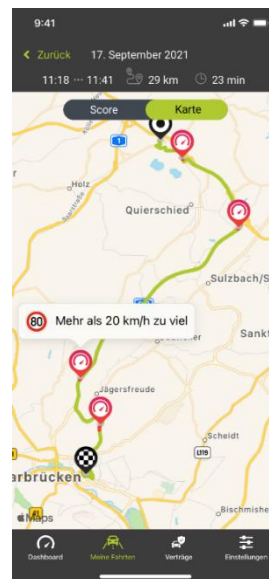 9:41
Zurück 17. September 2021
11:18 ··· 11:41 29 km 23 min
Score Karte
1
Holz
Quierschied
Sulzbach/S
80 Mehr als 20 km/h zu viel
Sankt
Jägersfreude
Scheidt
L119
arbrücken
Bischmishe
Maps
Dashboard Meine Fahrten Verträge Einstellungen